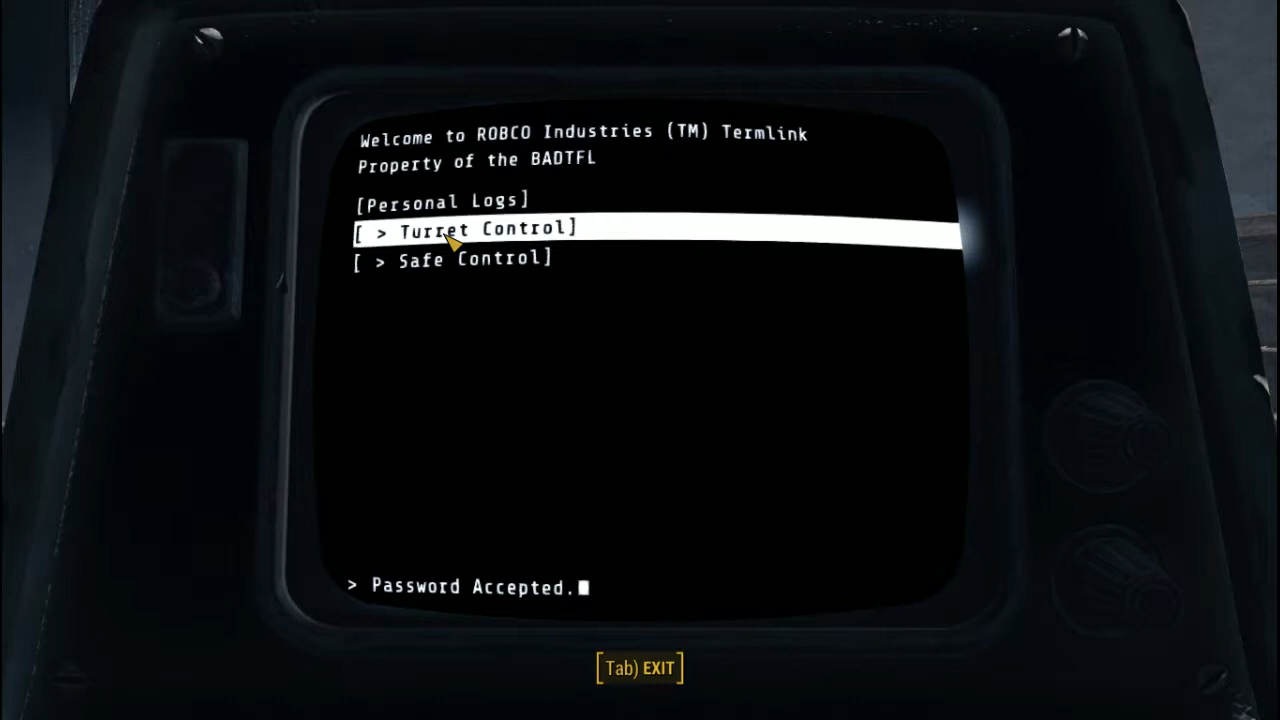 Welcome to ROBCO Industries (TM) Termlink
Property of the BADTFL
[Personal Logs]
[ > Turret Control]
[ > Safe Control]
> Password Accepted.
[Tab) EXIT]